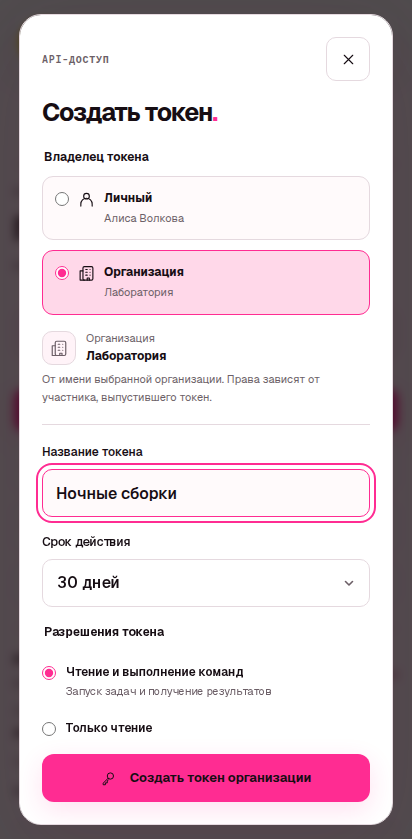 API-ДОСТУП
Создать токен.
Владелец токена
Личный
Алиса Волкова
Организация
Лаборатория
Организация
Лаборатория
От имени выбранной организации. Права зависят от
участника, выпустившего токен.
Название токена
Ночные сборки
Срок действия
30 дней
Разрешения токена
Чтение и выполнение команд
Запуск задач и получение результатов
Только чтение
Создать токен организации